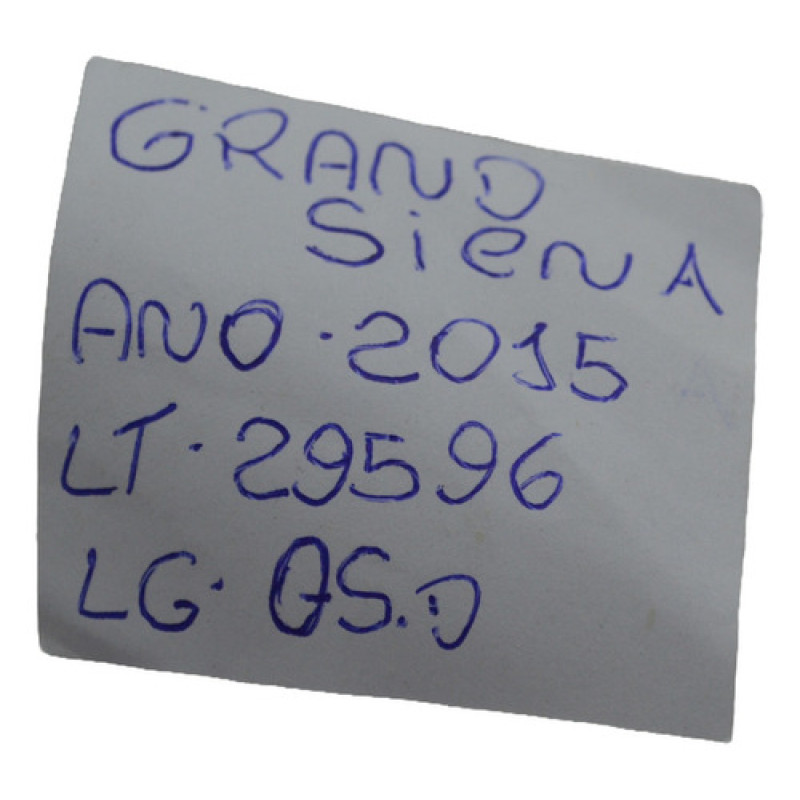 GRAND
SieNA
ANO · 2015
LT · 29596
LG · QS.D